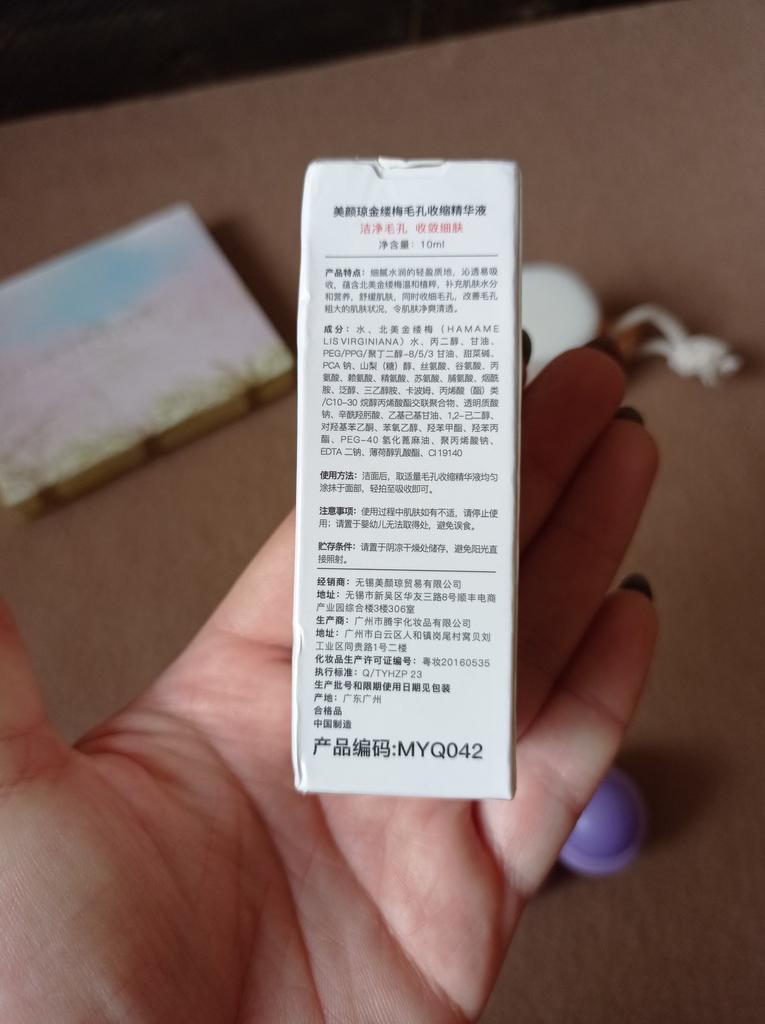 美颜琼金缕梅毛孔收缩精华液
洁净毛孔 收敛细肤
净含量：10ml
产品特点：细腻水润的轻盈质地，沁透易吸
收，蕴含北美金缕梅温和植粹，补充肌肤水分
和营养，舒缓肌肤，同时收细毛孔，改善毛孔
粗大的肌肤状况，令肌肤净爽清透。
成分：水、北美金缕梅（HAMAME
LIS VIRGINIANA）水、丙二醇、甘油、
PEG/PPG/聚丁二醇-8/5/3 甘油、甜菜碱、
PCA 钠、山梨（糖）醇、丝氨酸、谷氨酸、丙
氨酸、赖氨酸、精氨酸、苏氨酸、脯氨酸、烟酰
胺、泛醇、三乙醇胺、卡波姆、丙烯酸（酯）类
/C10-30 烷醇丙烯酸酯交联聚合物、透明质酸
钠、辛酰羟肟酸、乙基己基甘油、1,2-己二醇、
对羟基苯乙酮、苯氧乙醇、羟苯甲酯、羟苯丙
酯、PEG-40 氢化蓖麻油、聚丙烯酸钠、
EDTA 二钠、薄荷醇乳酸酯、CI 19140
使用方法：洁面后，取适量毛孔收缩精华液均匀
涂抹于面部，轻拍至吸收即可。
注意事项：使用过程中肌肤如有不适，请停止使
用；请置于婴幼儿无法取得处，避免误食。
贮存条件：请置于阴凉干燥处储存，避免阳光直
接照射。
经销商：无锡美颜琼贸易有限公司
地址：无锡市新吴区华友三路8号顺丰电商
产业园综合楼3楼306室
生产商：广州市腾宇化妆品有限公司
地址：广州市白云区人和镇岗尾村窝贝刘
工业区同贵路1号二楼
化妆品生产许可证编号：粤妆20160535
执行标准：Q/TYHZP 23
生产批号和限期使用日期见包装
产地：广东广州
合格品
中国制造
产品编码:MYQ042